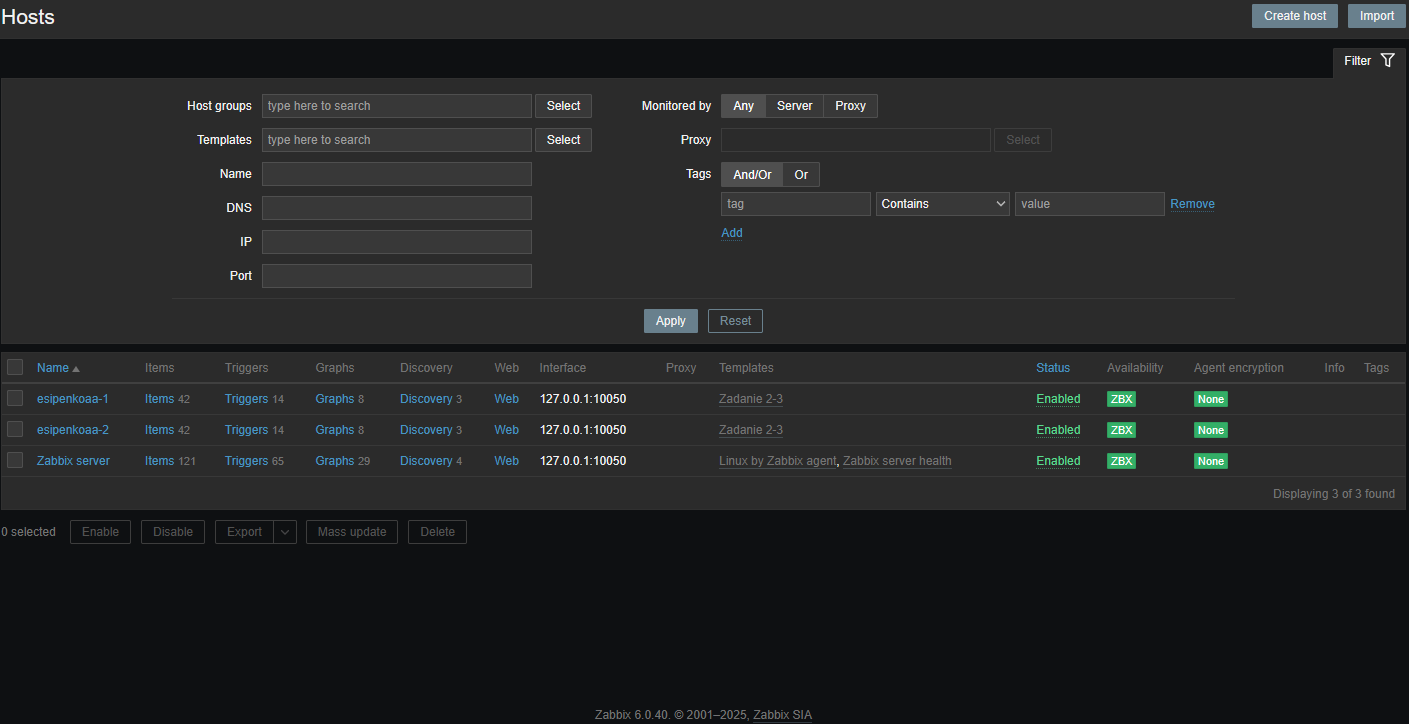 Hosts Create host Import
Filter
Host groups type here to search Select Monitored by Any Server Proxy
Templates type here to search Select Proxy Select
Name Tags And/Or Or
DNS tag Contains value Remove
IP Add
Port
Apply Reset
Name Items Triggers Graphs Discovery Web Interface Proxy Templates Status Availability Agent encryption Info Tags
esipenkoaa-1 Items 42 Triggers 14 Graphs 8 Discovery 3 Web 127.0.0.1:10050 Zadanie 2-3 Enabled ZBX None
esipenkoaa-2 Items 42 Triggers 14 Graphs 8 Discovery 3 Web 127.0.0.1:10050 Zadanie 2-3 Enabled ZBX None
Zabbix server Items 121 Triggers 65 Graphs 29 Discovery 4 Web 127.0.0.1:10050 Linux by Zabbix agent, Zabbix server health Enabled ZBX None
Displaying 3 of 3 found
0 selected Enable Disable Export Mass update Delete
Zabbix 6.0.40. © 2001–2025, Zabbix SIA